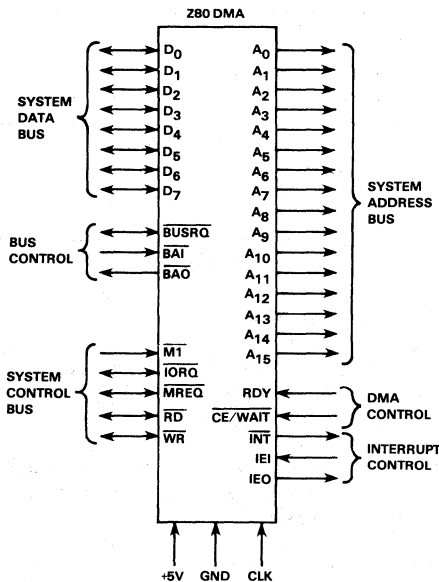 Z80 DMA
SYSTEM
DATA
BUS
D0
D1
D2
D3
D4
D5
D6
D7
BUS
CONTROL
BUSRQ
BAI
BAO
SYSTEM
CONTROL
BUS
M1
IORQ
MREQ
RD
WR
A0
A1
A2
A3
A4
A5
A6
A7
A8
A9
A10
A11
A12
A13
A14
A15
SYSTEM
ADDRESS
BUS
RDY
CE/WAIT
DMA
CONTROL
INT
IEI
IEO
INTERRUPT
CONTROL
+5V GND CLK